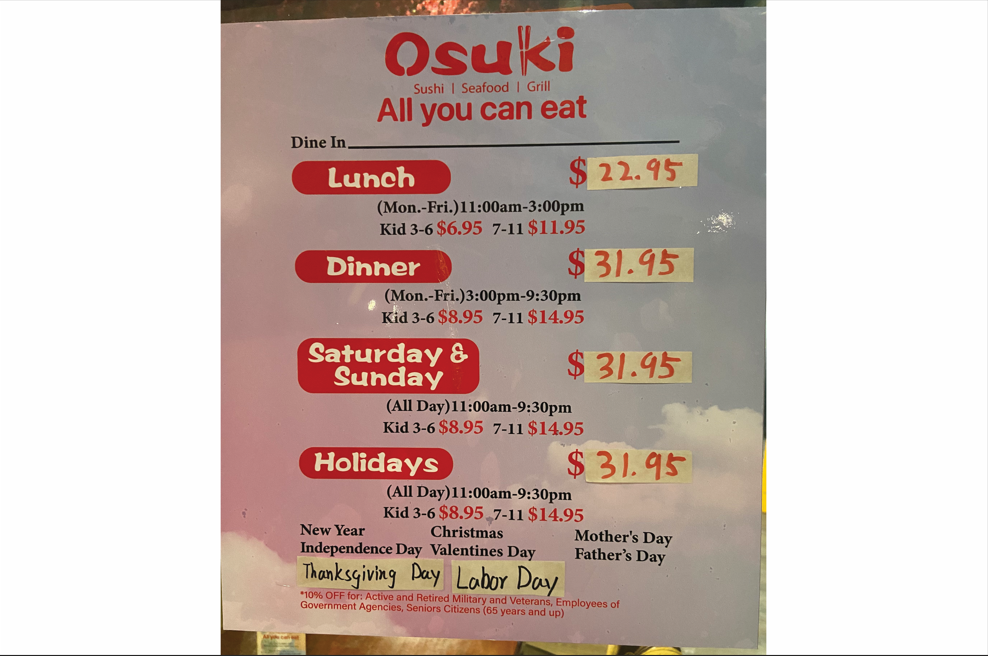 Osuki
Sushi | Seafood | Grill
All you can eat
Dine In
Lunch $ 22.95
(Mon.-Fri.)11:00am-3:00pm
Kid 3-6 $6.95 7-11 $11.95
Dinner $ 31.95
(Mon.-Fri.)3:00pm-9:30pm
Kid 3-6 $8.95 7-11 $14.95
Saturday &
Sunday $ 31.95
(All Day)11:00am-9:30pm
Kid 3-6 $8.95 7-11 $14.95
Holidays $ 31.95
(All Day)11:00am-9:30pm
Kid 3-6 $8.95 7-11 $14.95
New Year Christmas Mother's Day
Independence Day Valentines Day Father's Day
Thanksgiving Day Labor Day
*10% OFF for: Active and Retired Military and Veterans, Employees of
Government Agencies, Seniors Citizens (65 years and up)
All you can eat